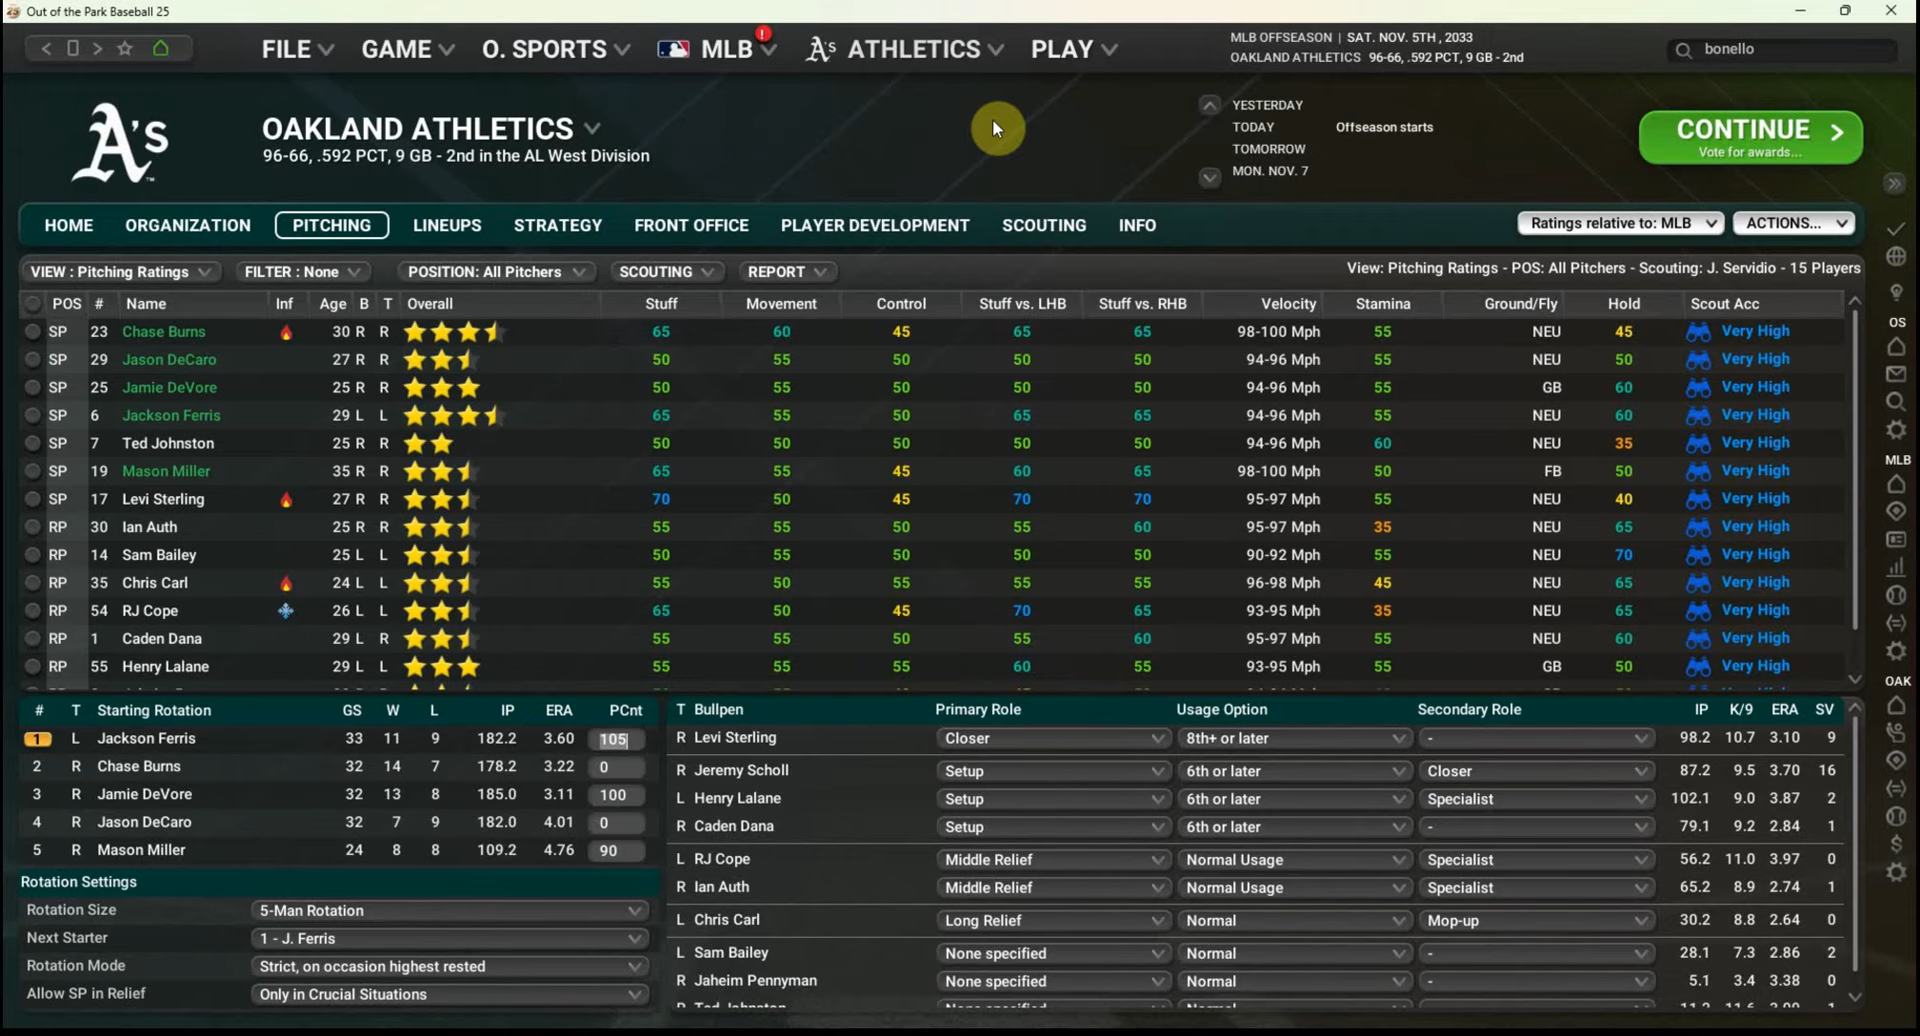 Out of the Park Baseball 25
FILE GAME O. SPORTS MLB ! A's ATHLETICS PLAY
MLB OFFSEASON | SAT. NOV. 5TH , 2033
OAKLAND ATHLETICS 96-66, .592 PCT, 9 GB - 2nd
bonello
A's
OAKLAND ATHLETICS
96-66, .592 PCT, 9 GB - 2nd in the AL West Division
YESTERDAY
TODAY Offseason starts
TOMORROW
MON. NOV. 7
CONTINUE
Vote for awards...
HOME ORGANIZATION PITCHING LINEUPS STRATEGY FRONT OFFICE PLAYER DEVELOPMENT SCOUTING INFO Ratings relative to: MLB ACTIONS...
VIEW : Pitching Ratings FILTER : None POSITION: All Pitchers SCOUTING REPORT View: Pitching Ratings - POS: All Pitchers - Scouting: J. Servidio - 15 Players
POS # Name Inf Age B T Overall Stuff Movement Control Stuff vs. LHB Stuff vs. RHB Velocity Stamina Ground/Fly Hold Scout Acc
SP 23 Chase Burns 30 R R 65 60 45 65 65 98-100 Mph 55 NEU 45 Very High
SP 29 Jason DeCaro 27 R R 50 55 50 50 50 94-96 Mph 55 NEU 50 Very High
SP 25 Jamie DeVore 25 R R 50 55 50 50 50 94-96 Mph 55 GB 60 Very High
SP 6 Jackson Ferris 29 L L 65 55 50 65 65 94-96 Mph 55 NEU 60 Very High
SP 7 Ted Johnston 25 R R 50 50 50 50 50 94-96 Mph 60 NEU 35 Very High
SP 19 Mason Miller 35 R R 65 55 45 60 65 98-100 Mph 50 FB 50 Very High
SP 17 Levi Sterling 27 R R 70 50 45 70 70 95-97 Mph 55 NEU 40 Very High
RP 30 Ian Auth 25 R R 55 55 50 55 60 95-97 Mph 35 NEU 65 Very High
RP 14 Sam Bailey 25 L L 50 55 50 50 50 90-92 Mph 55 NEU 70 Very High
RP 35 Chris Carl 24 L L 55 50 55 55 55 96-98 Mph 45 NEU 65 Very High
RP 54 RJ Cope 26 L L 65 50 45 70 65 93-95 Mph 35 NEU 65 Very High
RP 1 Caden Dana 29 L R 55 55 50 55 60 95-97 Mph 55 NEU 60 Very High
RP 55 Henry Lalane 29 L L 55 55 55 60 55 93-95 Mph 55 GB 50 Very High
# T Starting Rotation GS W L IP ERA PCnt
1 L Jackson Ferris 33 11 9 182.2 3.60 105
2 R Chase Burns 32 14 7 178.2 3.22 0
3 R Jamie DeVore 32 13 8 185.0 3.11 100
4 R Jason DeCaro 32 7 9 182.0 4.01 0
5 R Mason Miller 24 8 8 109.2 4.76 90
Rotation Settings
Rotation Size 5-Man Rotation
Next Starter 1 - J. Ferris
Rotation Mode Strict, on occasion highest rested
Allow SP in Relief Only in Crucial Situations
T Bullpen Primary Role Usage Option Secondary Role IP K/9 ERA SV
R Levi Sterling Closer 8th+ or later - 98.2 10.7 3.10 9
R Jeremy Scholl Setup 6th or later Closer 87.2 9.5 3.70 16
L Henry Lalane Setup 6th or later Specialist 102.1 9.0 3.87 2
R Caden Dana Setup 6th or later - 79.1 9.2 2.84 1
L RJ Cope Middle Relief Normal Usage Specialist 56.2 11.0 3.97 0
R Ian Auth Middle Relief Normal Usage Specialist 65.2 8.9 2.74 1
L Chris Carl Long Relief Normal Mop-up 30.2 8.8 2.64 0
L Sam Bailey None specified Normal - 28.1 7.3 2.86 2
R Jaheim Pennyman None specified Normal - 5.1 3.4 3.38 0
OS
MLB
OAK